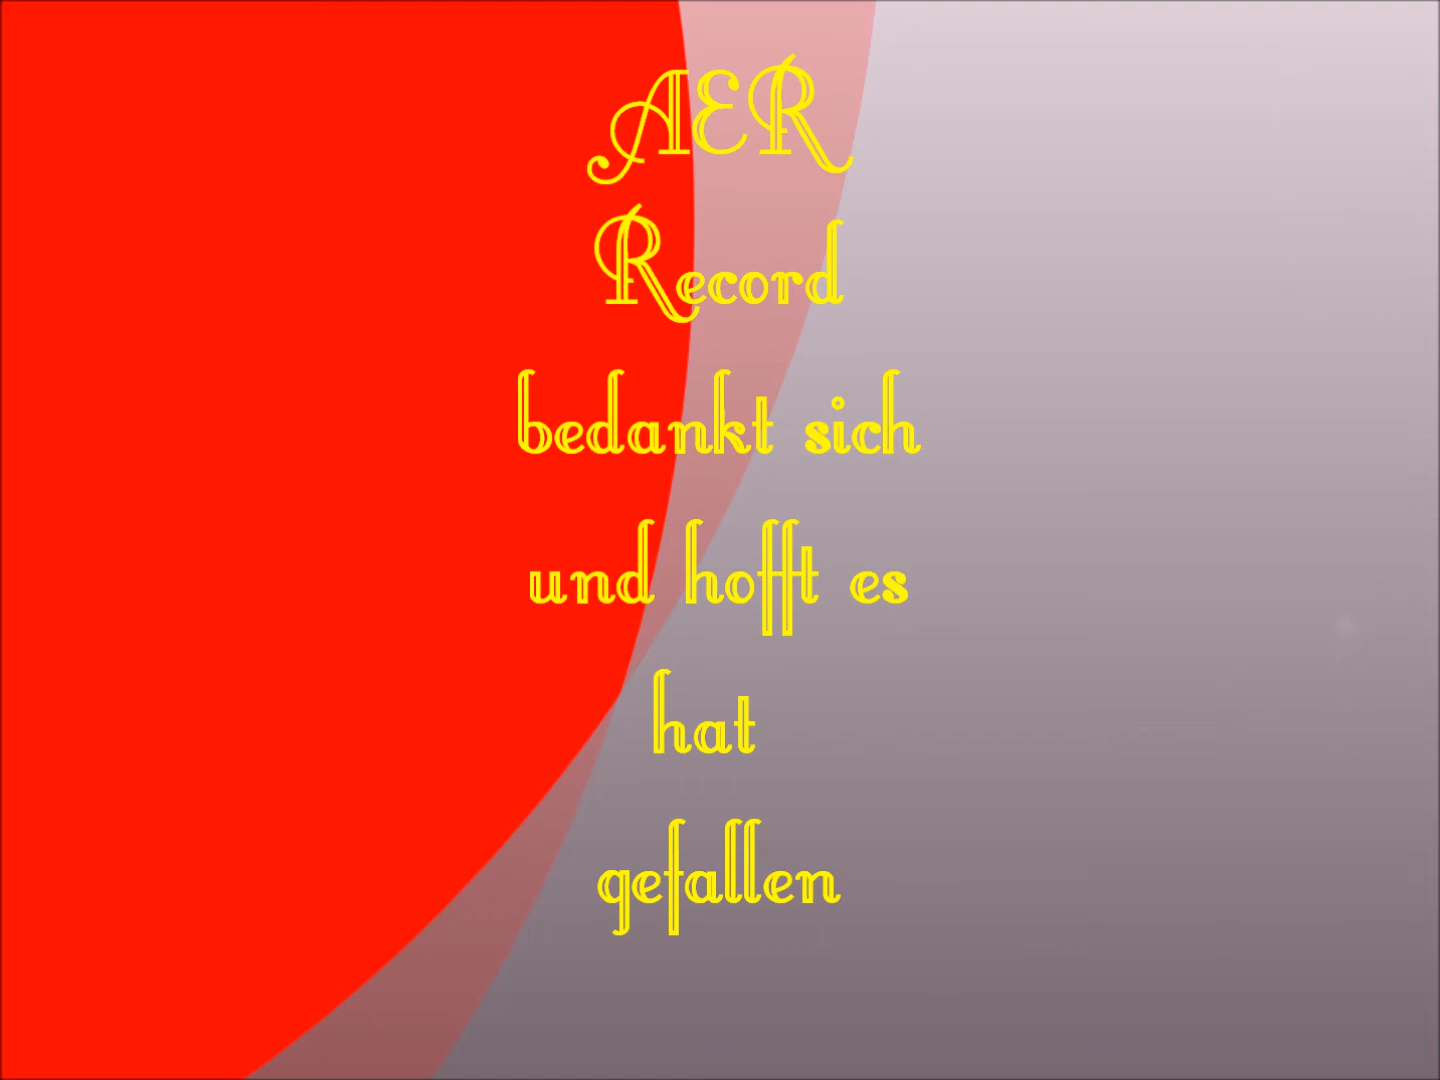 AER
Record
bedankt sich
und hofft es
hat
gefallen